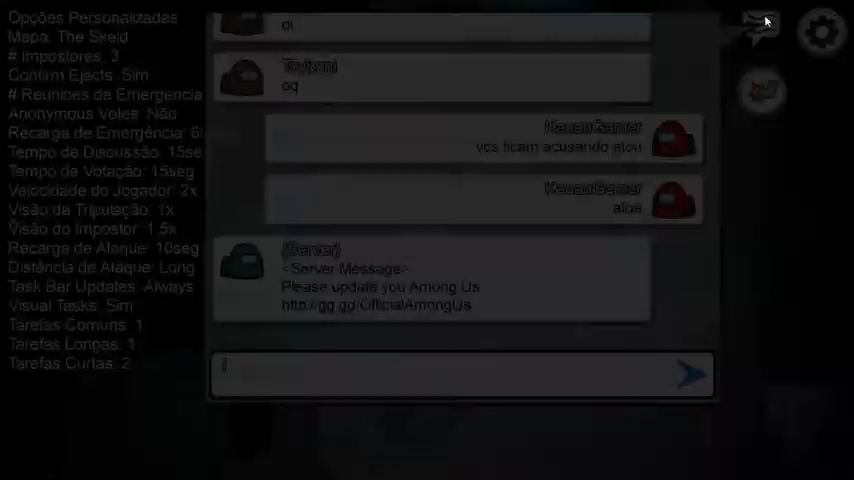 Opções Personalizadas
Mapa: The Skeld
# Impostores: 3
Confirm Ejects: Sim
# Reuniões de Emergência
Anonymous Votes: Não
Recarga de Emergência: 6
Tempo de Discussão: 15se
Tempo de Votação: 15seg
Velocidade do Jogador: 2x
Visão da Tripulação: 1x
Visão do Impostor: 1.5x
Recarga de Ataque: 10seg
Distância de Ataque: Long
Task Bar Updates: Always
Visual Tasks: Sim
Tarefas Comuns: 1
Tarefas Longas: 1
Tarefas Curtas: 2
oi
oq
KauanGamer
vcs ficam acusando atou
KauanGamer
atoa
(Server)
<Server Message>
Please update you Among Us
http://gg.gg/OfficialAmongUs